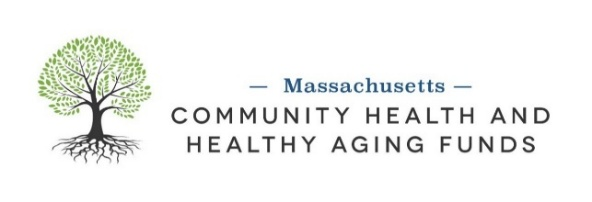 — Massachusetts —
COMMUNITY HEALTH AND
HEALTHY AGING FUNDS